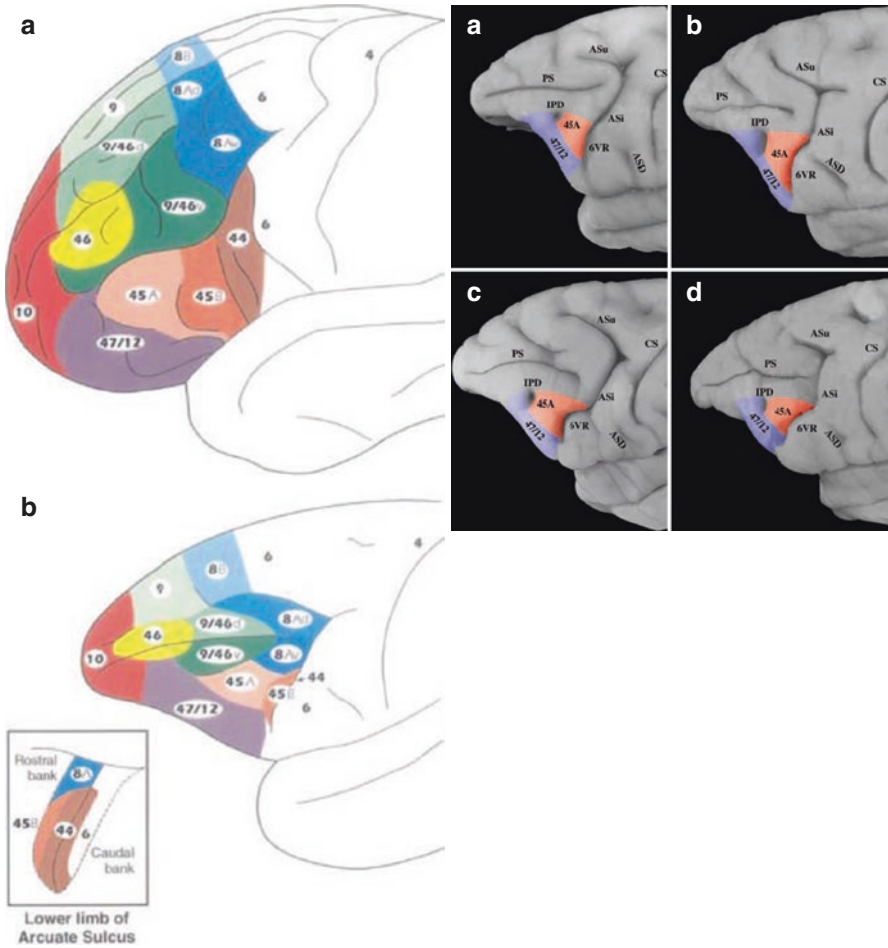 a
8B
8Ad
4
9
6
9/46d
8Av
9/46v
46
44
6
10
45A
45B
47/12
b
6
4
8B
9
9/46d
8Ad
46
9/46v
8Av
10
45A
44
45B
47/12
6
Rostral
bank
8A
45B
44
6
Caudal
bank
Lower limb of
Arcuate Sulcus
a
ASu
PS
CS
IPD
45A
ASi
47/12
6VR
ASD
b
ASu
CS
PS
IPD
ASi
45A
6VR
47/12
ASD
c
ASu
PS
CS
IPD
ASi
45A
6VR
47/12
ASD
d
ASu
CS
PS
IPD
ASi
45A
6VR
47/12
ASD